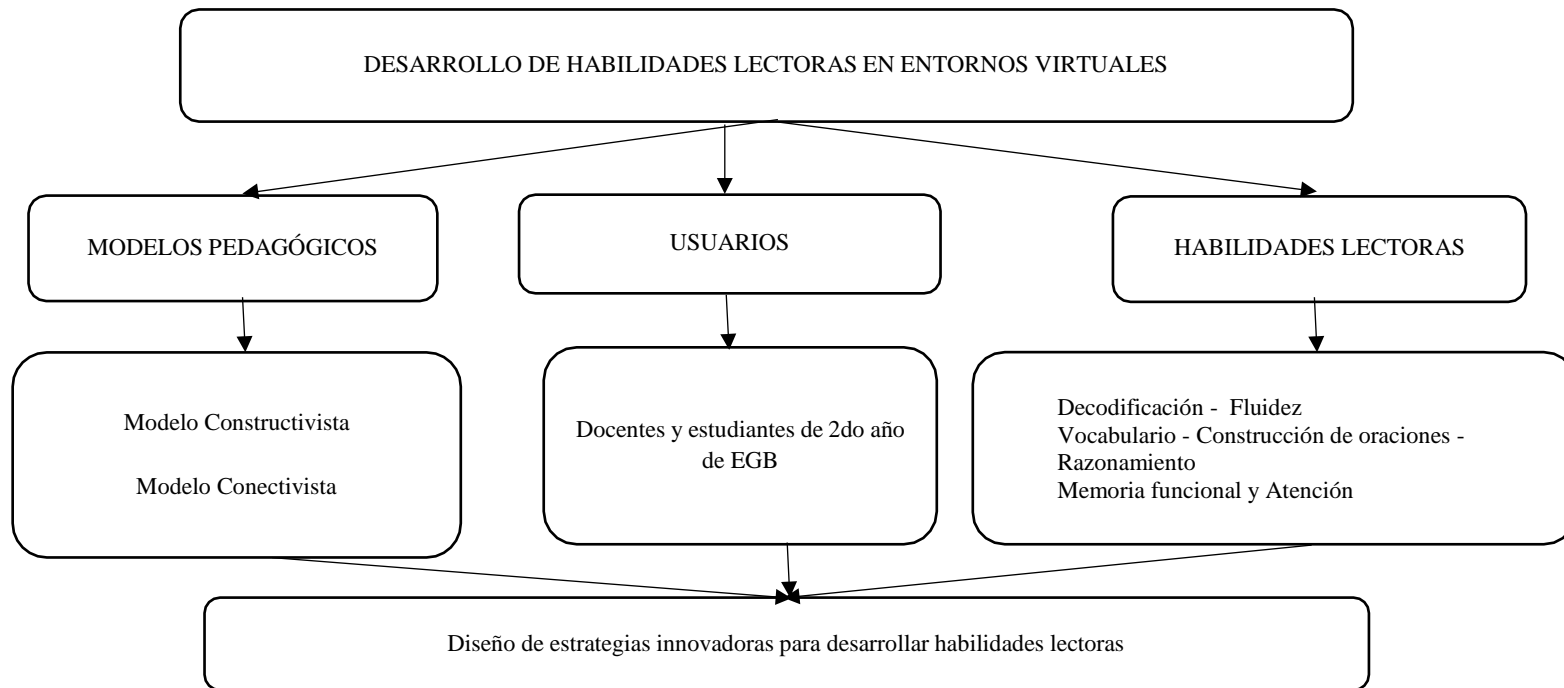 DESARROLLO DE HABILIDADES LECTORAS EN ENTORNOS VIRTUALES
MODELOS PEDAGÓGICOS
USUARIOS
HABILIDADES LECTORAS
Modelo Constructivista
Modelo Conectivista
Docentes y estudiantes de 2do año
de EGB
Decodificación - Fluidez
Vocabulario - Construcción de oraciones -
Razonamiento
Memoria funcional y Atención
Diseño de estrategias innovadoras para desarrollar habilidades lectoras